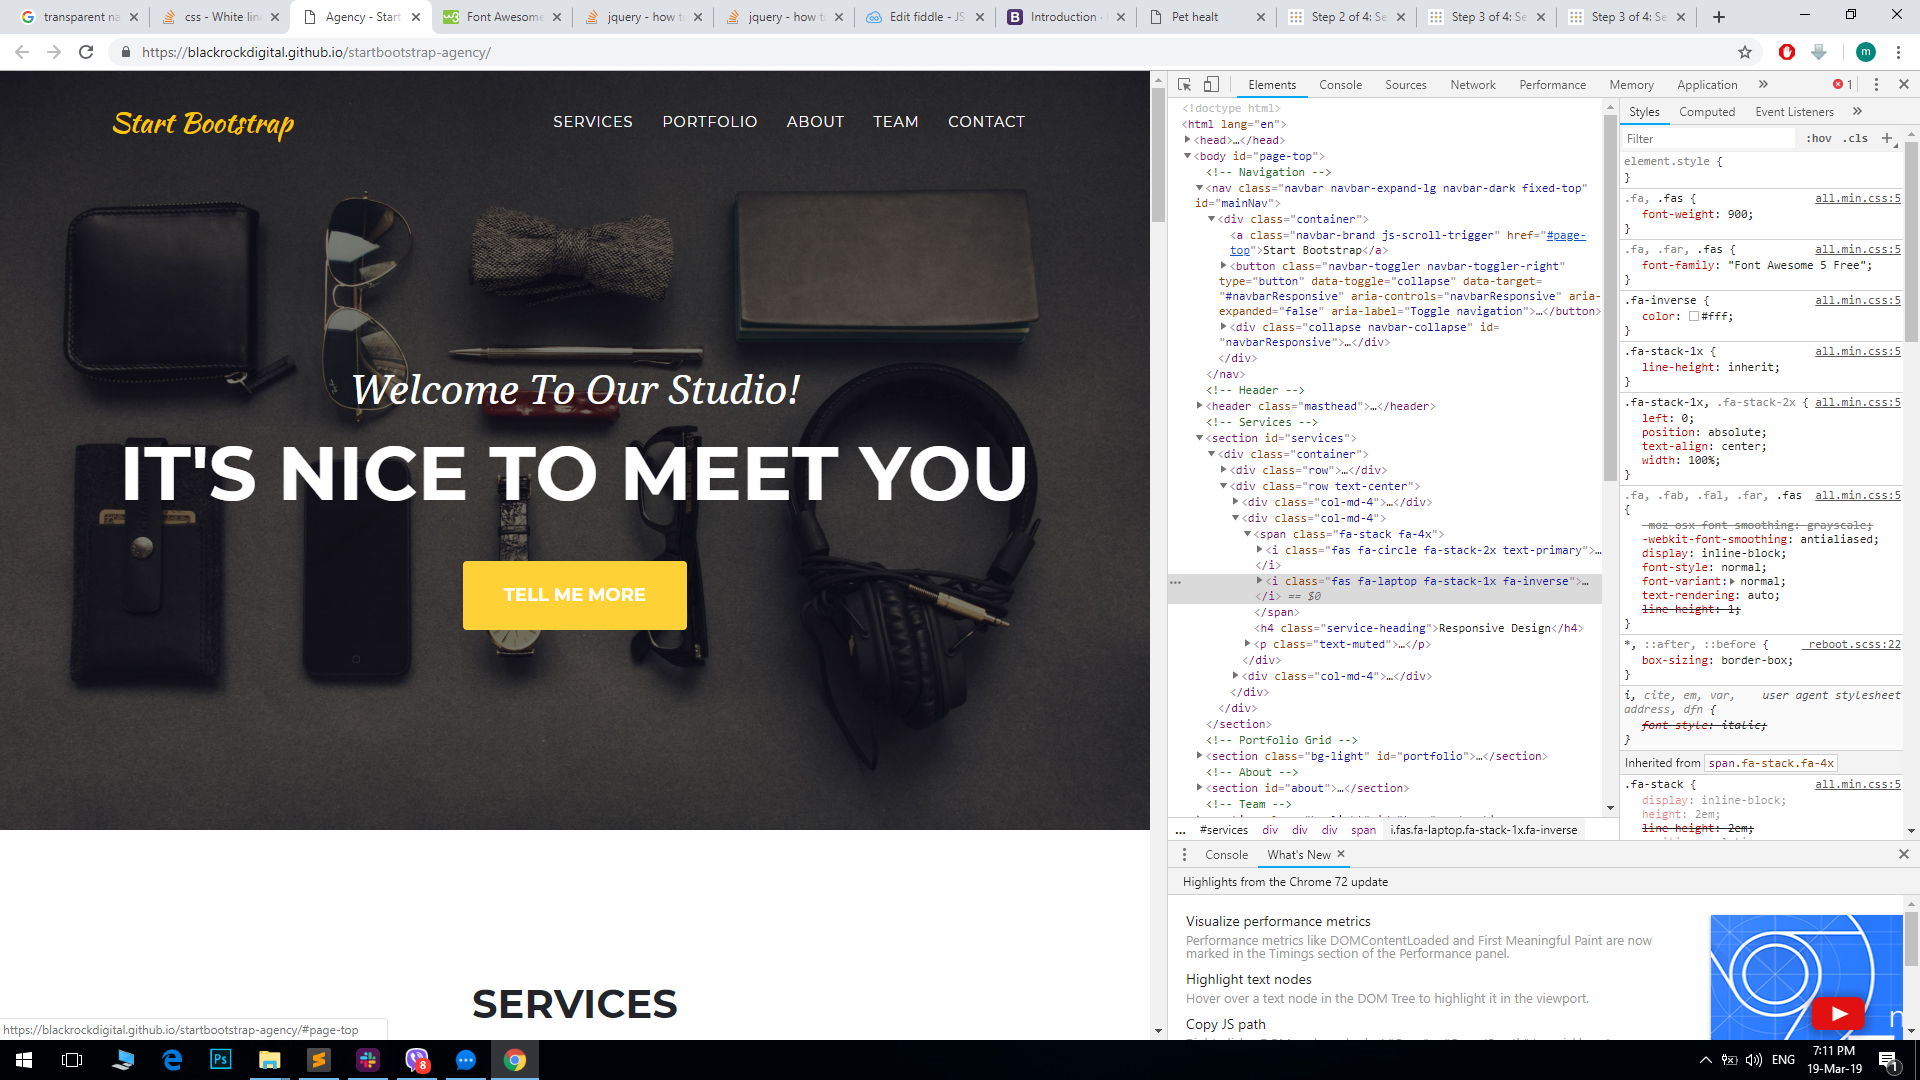 transparent na
css - White line
Agency - Start
Font Awesome
jquery - how to
jquery - how to
Edit fiddle - JS
Introduction ·
Pet healt
Step 2 of 4: Se
Step 3 of 4: Se
Step 3 of 4: Se
https://blackrockdigital.github.io/startbootstrap-agency/
m
Start Bootstrap
SERVICES PORTFOLIO ABOUT TEAM CONTACT
Welcome To Our Studio!
IT'S NICE TO MEET YOU
TELL ME MORE
SERVICES
https://blackrockdigital.github.io/startbootstrap-agency/#page-top
Elements Console Sources Network Performance Memory Application » 1
<!doctype html>
<html lang="en">
<head>…</head>
<body id="page-top">
<!-- Navigation -->
<nav class="navbar navbar-expand-lg navbar-dark fixed-top"
id="mainNav">
<div class="container">
<a class="navbar-brand js-scroll-trigger" href="#page-
top">Start Bootstrap</a>
<button class="navbar-toggler navbar-toggler-right"
type="button" data-toggle="collapse" data-target=
"#navbarResponsive" aria-controls="navbarResponsive" aria-
expanded="false" aria-label="Toggle navigation">…</button>
<div class="collapse navbar-collapse" id=
"navbarResponsive">…</div>
</div>
</nav>
<!-- Header -->
<header class="masthead">…</header>
<!-- Services -->
<section id="services">
<div class="container">
<div class="row">…</div>
<div class="row text-center">
<div class="col-md-4">…</div>
<div class="col-md-4">
<span class="fa-stack fa-4x">
<i class="fas fa-circle fa-stack-2x text-primary">…
</i>
<i class="fas fa-laptop fa-stack-1x fa-inverse">…
</i> == $0
</span>
<h4 class="service-heading">Responsive Design</h4>
<p class="text-muted">…</p>
</div>
<div class="col-md-4">…</div>
</div>
</div>
</section>
<!-- Portfolio Grid -->
<section class="bg-light" id="portfolio">…</section>
<!-- About -->
<section id="about">…</section>
<!-- Team -->
... #services div div div span i.fas.fa-laptop.fa-stack-1x.fa-inverse
Styles Computed Event Listeners »
Filter :hov .cls +
element.style {
}
.fa, .fas { all.min.css:5
font-weight: 900;
}
.fa, .far, .fas { all.min.css:5
font-family: "Font Awesome 5 Free";
}
.fa-inverse { all.min.css:5
color: #fff;
}
.fa-stack-1x { all.min.css:5
line-height: inherit;
}
.fa-stack-1x, .fa-stack-2x { all.min.css:5
left: 0;
position: absolute;
text-align: center;
width: 100%;
}
.fa, .fab, .fal, .far, .fas all.min.css:5
{
-moz-osx-font-smoothing: grayscale;
-webkit-font-smoothing: antialiased;
display: inline-block;
font-style: normal;
font-variant: normal;
text-rendering: auto;
line-height: 1;
}
*, ::after, ::before { _reboot.scss:22
box-sizing: border-box;
}
i, cite, em, var, user agent stylesheet
address, dfn {
font-style: italic;
}
Inherited from span.fa-stack.fa-4x
.fa-stack { all.min.css:5
display: inline-block;
height: 2em;
line-height: 2em;
Console What's New
Highlights from the Chrome 72 update
Visualize performance metrics
Performance metrics like DOMContentLoaded and First Meaningful Paint are now
marked in the Timings section of the Performance panel.
Highlight text nodes
Hover over a text node in the DOM Tree to highlight it in the viewport.
Copy JS path
Ps
8
ENG
7:11 PM
19-Mar-19
1